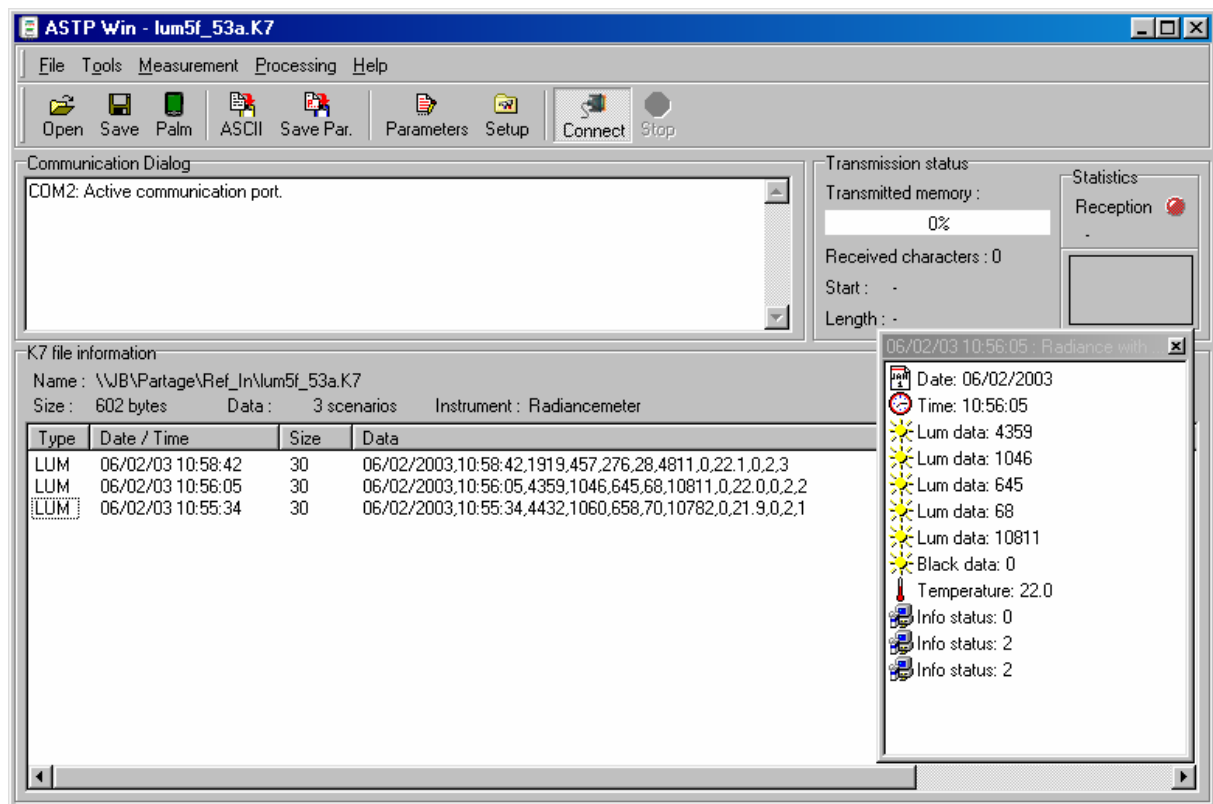 ASTP Win - lum5f_53a.K7
File Tools Measurement Processing Help
Open Save Palm ASCII Save Par. Parameters Setup Connect Stop
Communication Dialog
COM2: Active communication port.
Transmission status
Transmitted memory :
0%
Received characters : 0
Start : -
Length : -
Statistics
Reception
-
K7 file information
Name : \\JB\Partage\Ref_In\lum5f_53a.K7
Size : 602 bytes Data : 3 scenarios Instrument : Radiancemeter
Type Date / Time Size Data
LUM 06/02/03 10:58:42 30 06/02/2003,10:58:42,1919,457,276,28,4811,0,22.1,0,2,3
LUM 06/02/03 10:56:05 30 06/02/2003,10:56:05,4359,1046,645,68,10811,0,22.0,0,2,2
LUM 06/02/03 10:55:34 30 06/02/2003,10:55:34,4432,1060,658,70,10782,0,21.9,0,2,1
06/02/03 10:56:05 : Radiance with
JAN 1
Date: 06/02/2003
Time: 10:56:05
Lum data: 4359
Lum data: 1046
Lum data: 645
Lum data: 68
Lum data: 10811
Black data: 0
Temperature: 22.0
Info status: 0
Info status: 2
Info status: 2